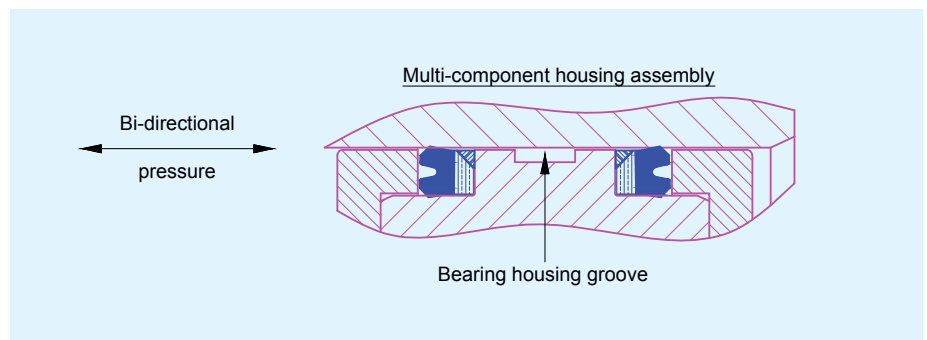 Multi-component housing assembly
Bi-directional
pressure
Bearing housing groove